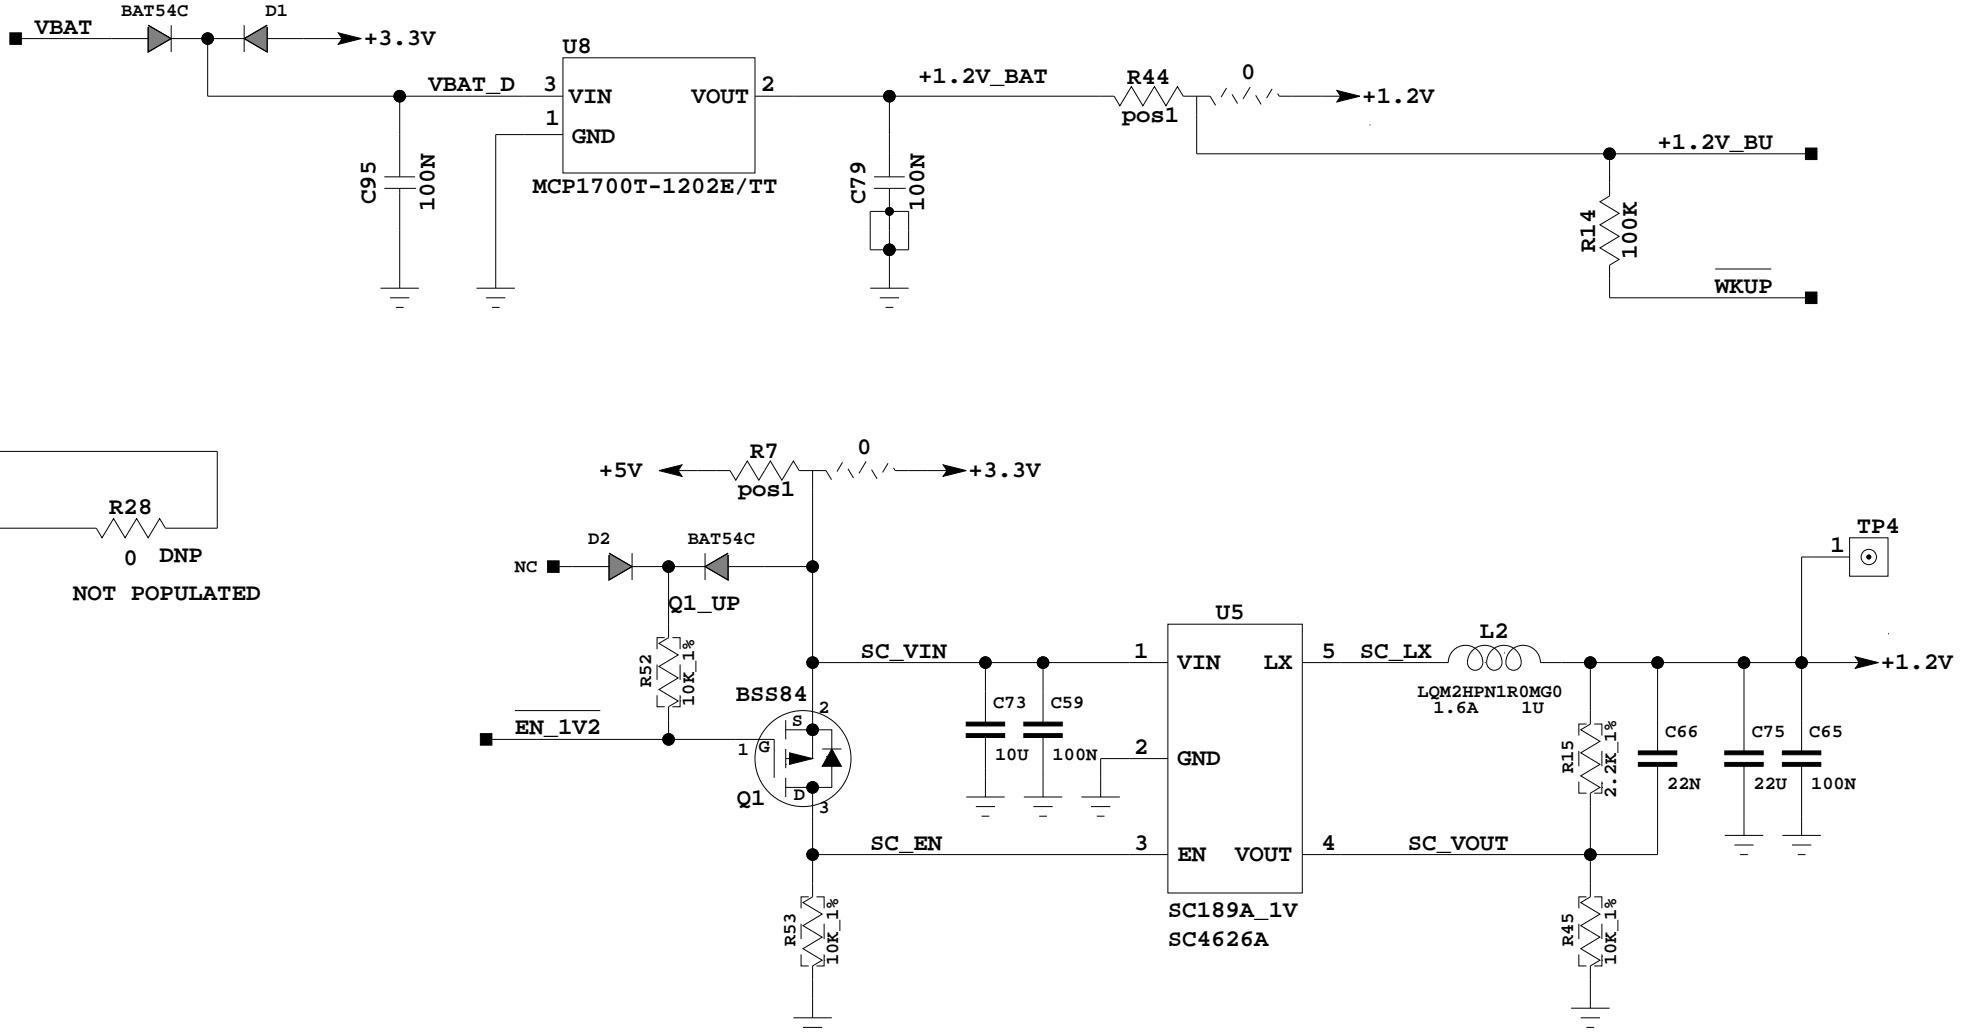 BAT54C D1
VBAT +3.3V
U8
VBAT_D 3 VIN VOUT 2 +1.2V_BAT R44 0 +1.2V
pos1
1 GND
+1.2V_BU
C95 100N
MCP1700T-1202E/TT
C79 100N
R14 100K
WKUP
R7 0
+5V +3.3V
pos1
R28
0 DNP
NOT POPULATED
D2 BAT54C
NC
Q1_UP
TP4
1
U5
R52 10K_1%
SC_VIN 1 VIN LX 5 SC_LX L2 +1.2V
LQM2HPN1R0MG0
1.6A 1U
BSS84
2
S
EN_1V2
1 G
D
3
Q1
C73 C59
10U 100N
2 GND
R15 2.2K_1%
C66 C75 C65
22N 22U 100N
SC_EN 3 EN VOUT 4 SC_VOUT
SC189A_1V
SC4626A
R53 10K_1%
R45 10K_1%